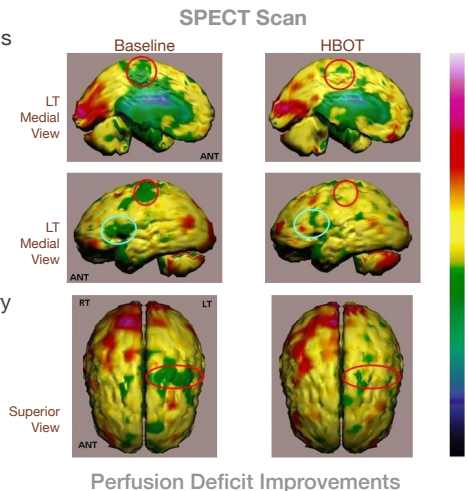 SPECT Scan
s
Baseline
HBOT
LT
Medial
View
ANT
LT
Medial
View
ANT
y
RT
LT
Superior
View
ANT
Perfusion Deficit Improvements